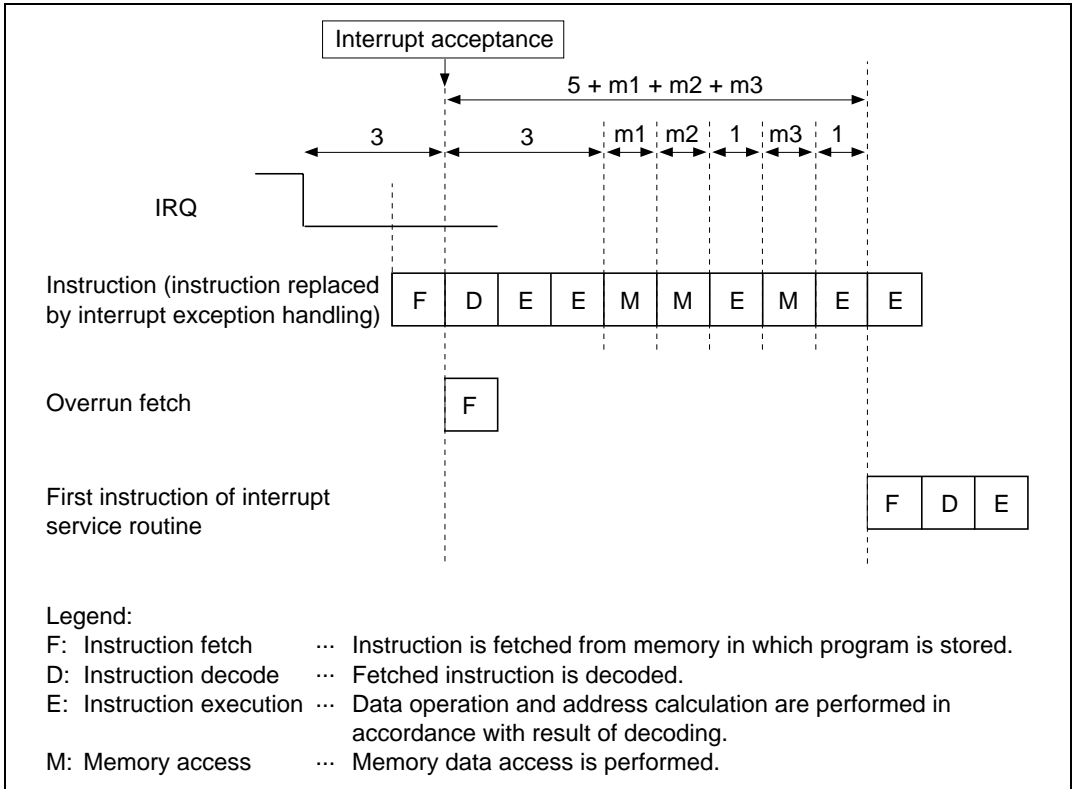 Interrupt acceptance
5 + m1 + m2 + m3
3 3 m1 m2 1 m3 1
IRQ
Instruction (instruction replaced
by interrupt exception handling)
F D E E M M E M E E
Overrun fetch
F
First instruction of interrupt
service routine
F D E
Legend:
F: Instruction fetch ··· Instruction is fetched from memory in which program is stored.
D: Instruction decode ··· Fetched instruction is decoded.
E: Instruction execution ··· Data operation and address calculation are performed in
accordance with result of decoding.
M: Memory access ··· Memory data access is performed.